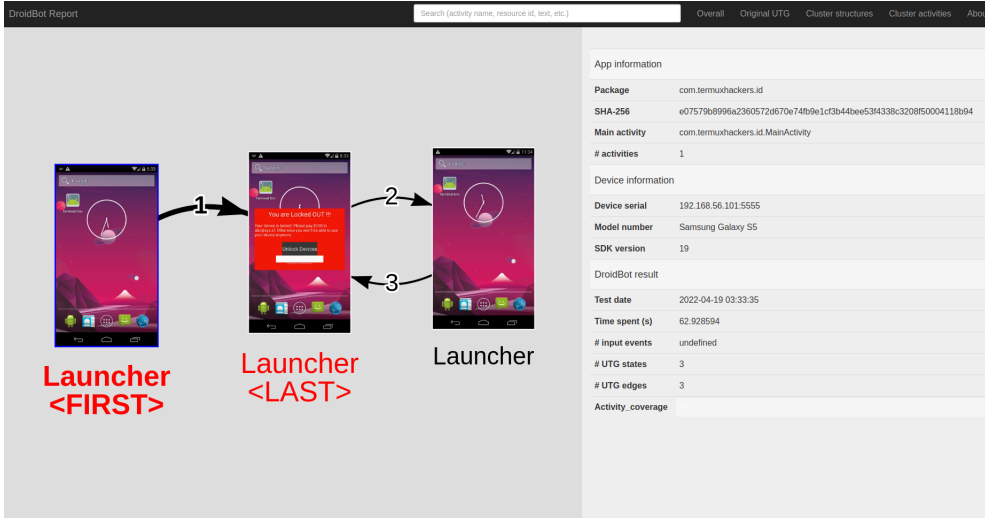 DroidBot Report
Search (activity name, resource id, text, etc.)
Overall
Original UTG
Cluster structures
Cluster activities
1
You are Locked OUT !!!
Unlock Devices
2
3
Launcher
<FIRST>
Launcher
<LAST>
Launcher
App information
Package com.termuxhackers.id
SHA-256 e07579b8996a2360572d670e74fb9e1cf3b44bee53f4338c3208f50004118b94
Main activity com.termuxhackers.id.MainActivity
# activities 1
Device information
Device serial 192.168.56.101:5555
Model number Samsung Galaxy S5
SDK version 19
DroidBot result
Test date 2022-04-19 03:33:35
Time spent (s) 62.928594
# input events undefined
# UTG states 3
# UTG edges 3
Activity_coverage